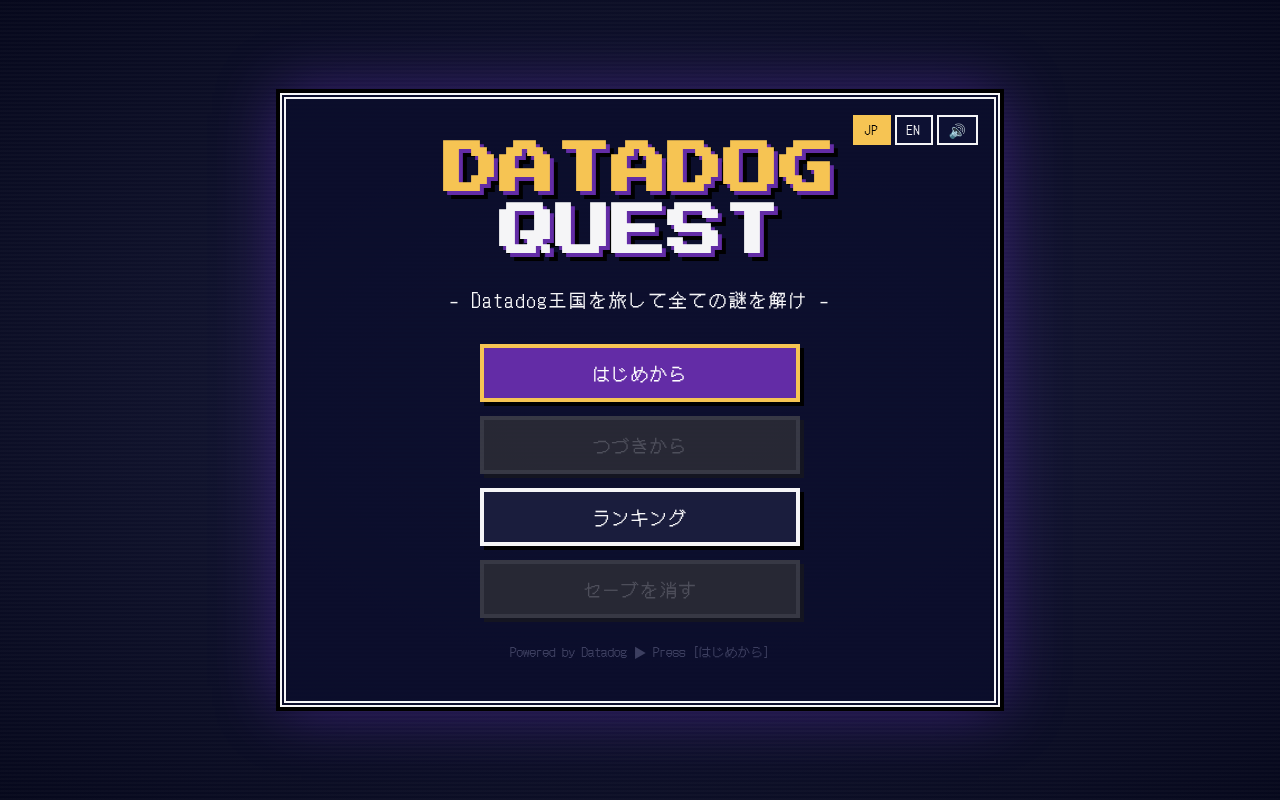 JP EN
DATADOG
QUEST
- Datadog王国を旅して全ての謎を解け -
はじめから
つづきから
ランキング
セーブを消す
Powered by Datadog ▶ Press [はじめから]